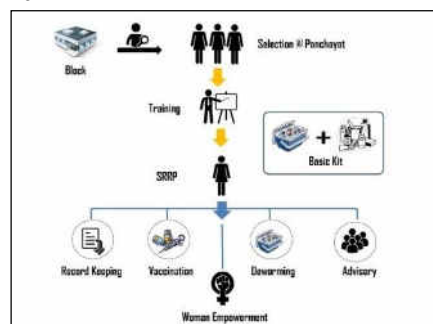 Block
Selection @ Panchayat
Training
Basic Kit
SRRP
Record Keeping
Vaccination
Deworming
Advisory
Woman Empowerment